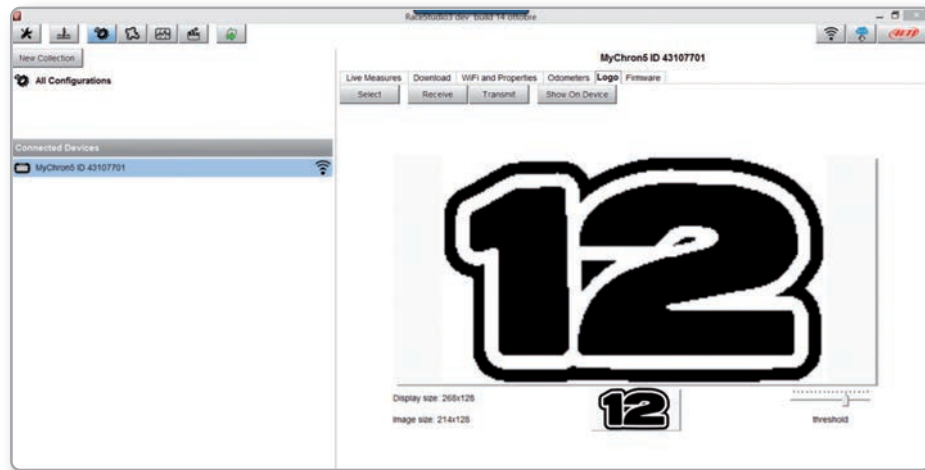 RaceStudio3 dev build 14 ottobre
New Collection
All Configurations
Connected Devices
MyChron5 ID 43107701
MyChron5 ID 43107701
Live Measures Download WiFi and Properties Odometers Logo Firmware
Select Receive Transmit Show On Device
12
Display size: 268x128
Image size: 214x128
12
threshold